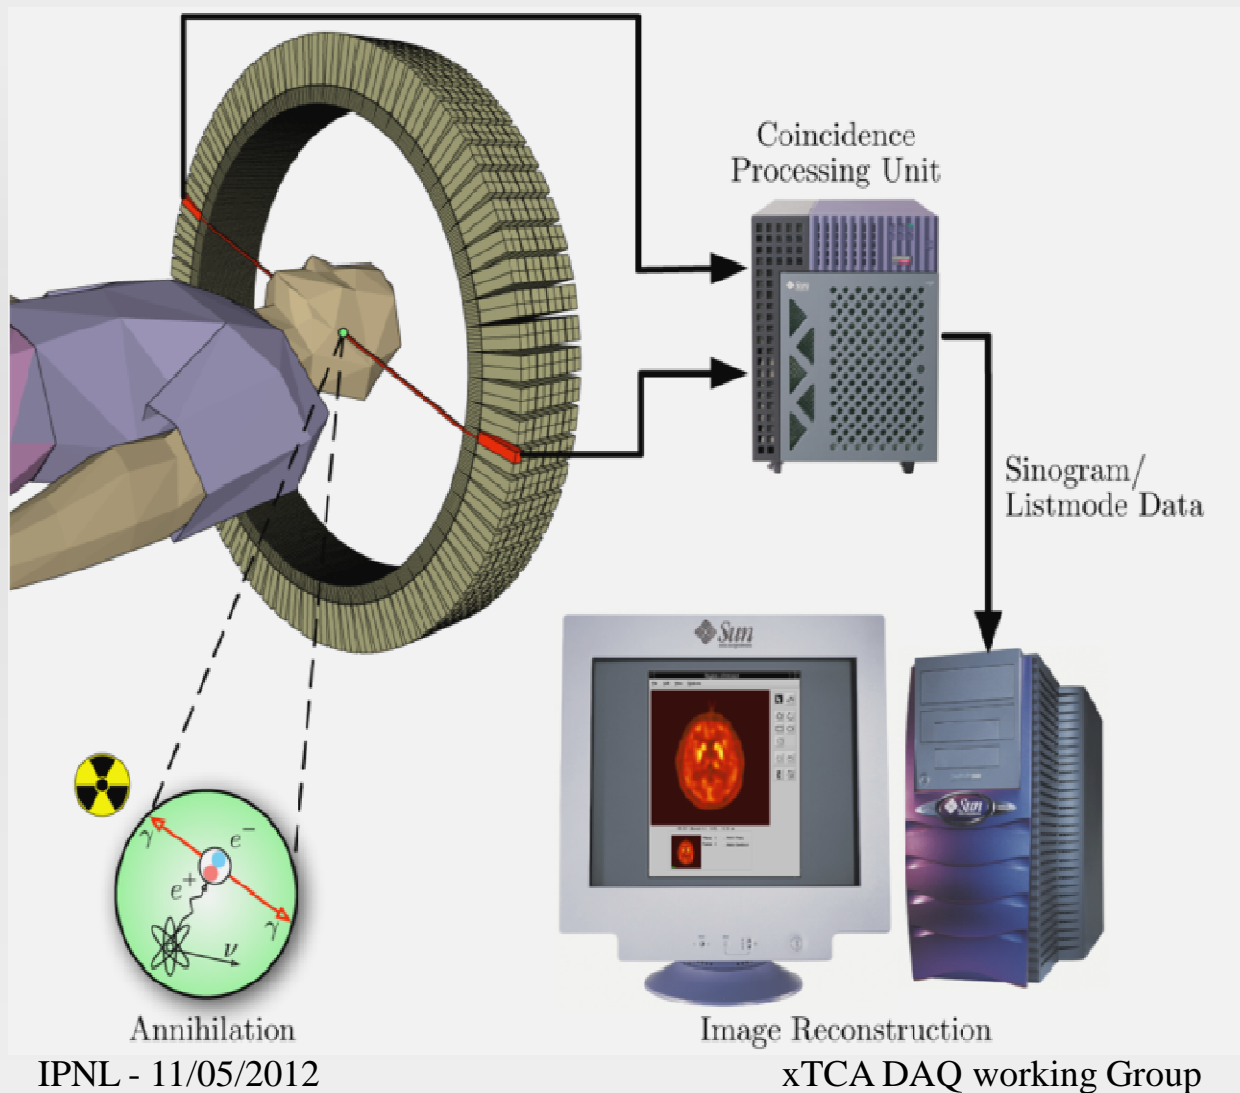 Coincidence
Processing Unit
Sun
Sinogram/
Listmode Data
Sun
Sun
γ
e⁻
e⁺
γ
ν
Annihilation
Image Reconstruction
IPNL - 11/05/2012
xTCA DAQ working Group